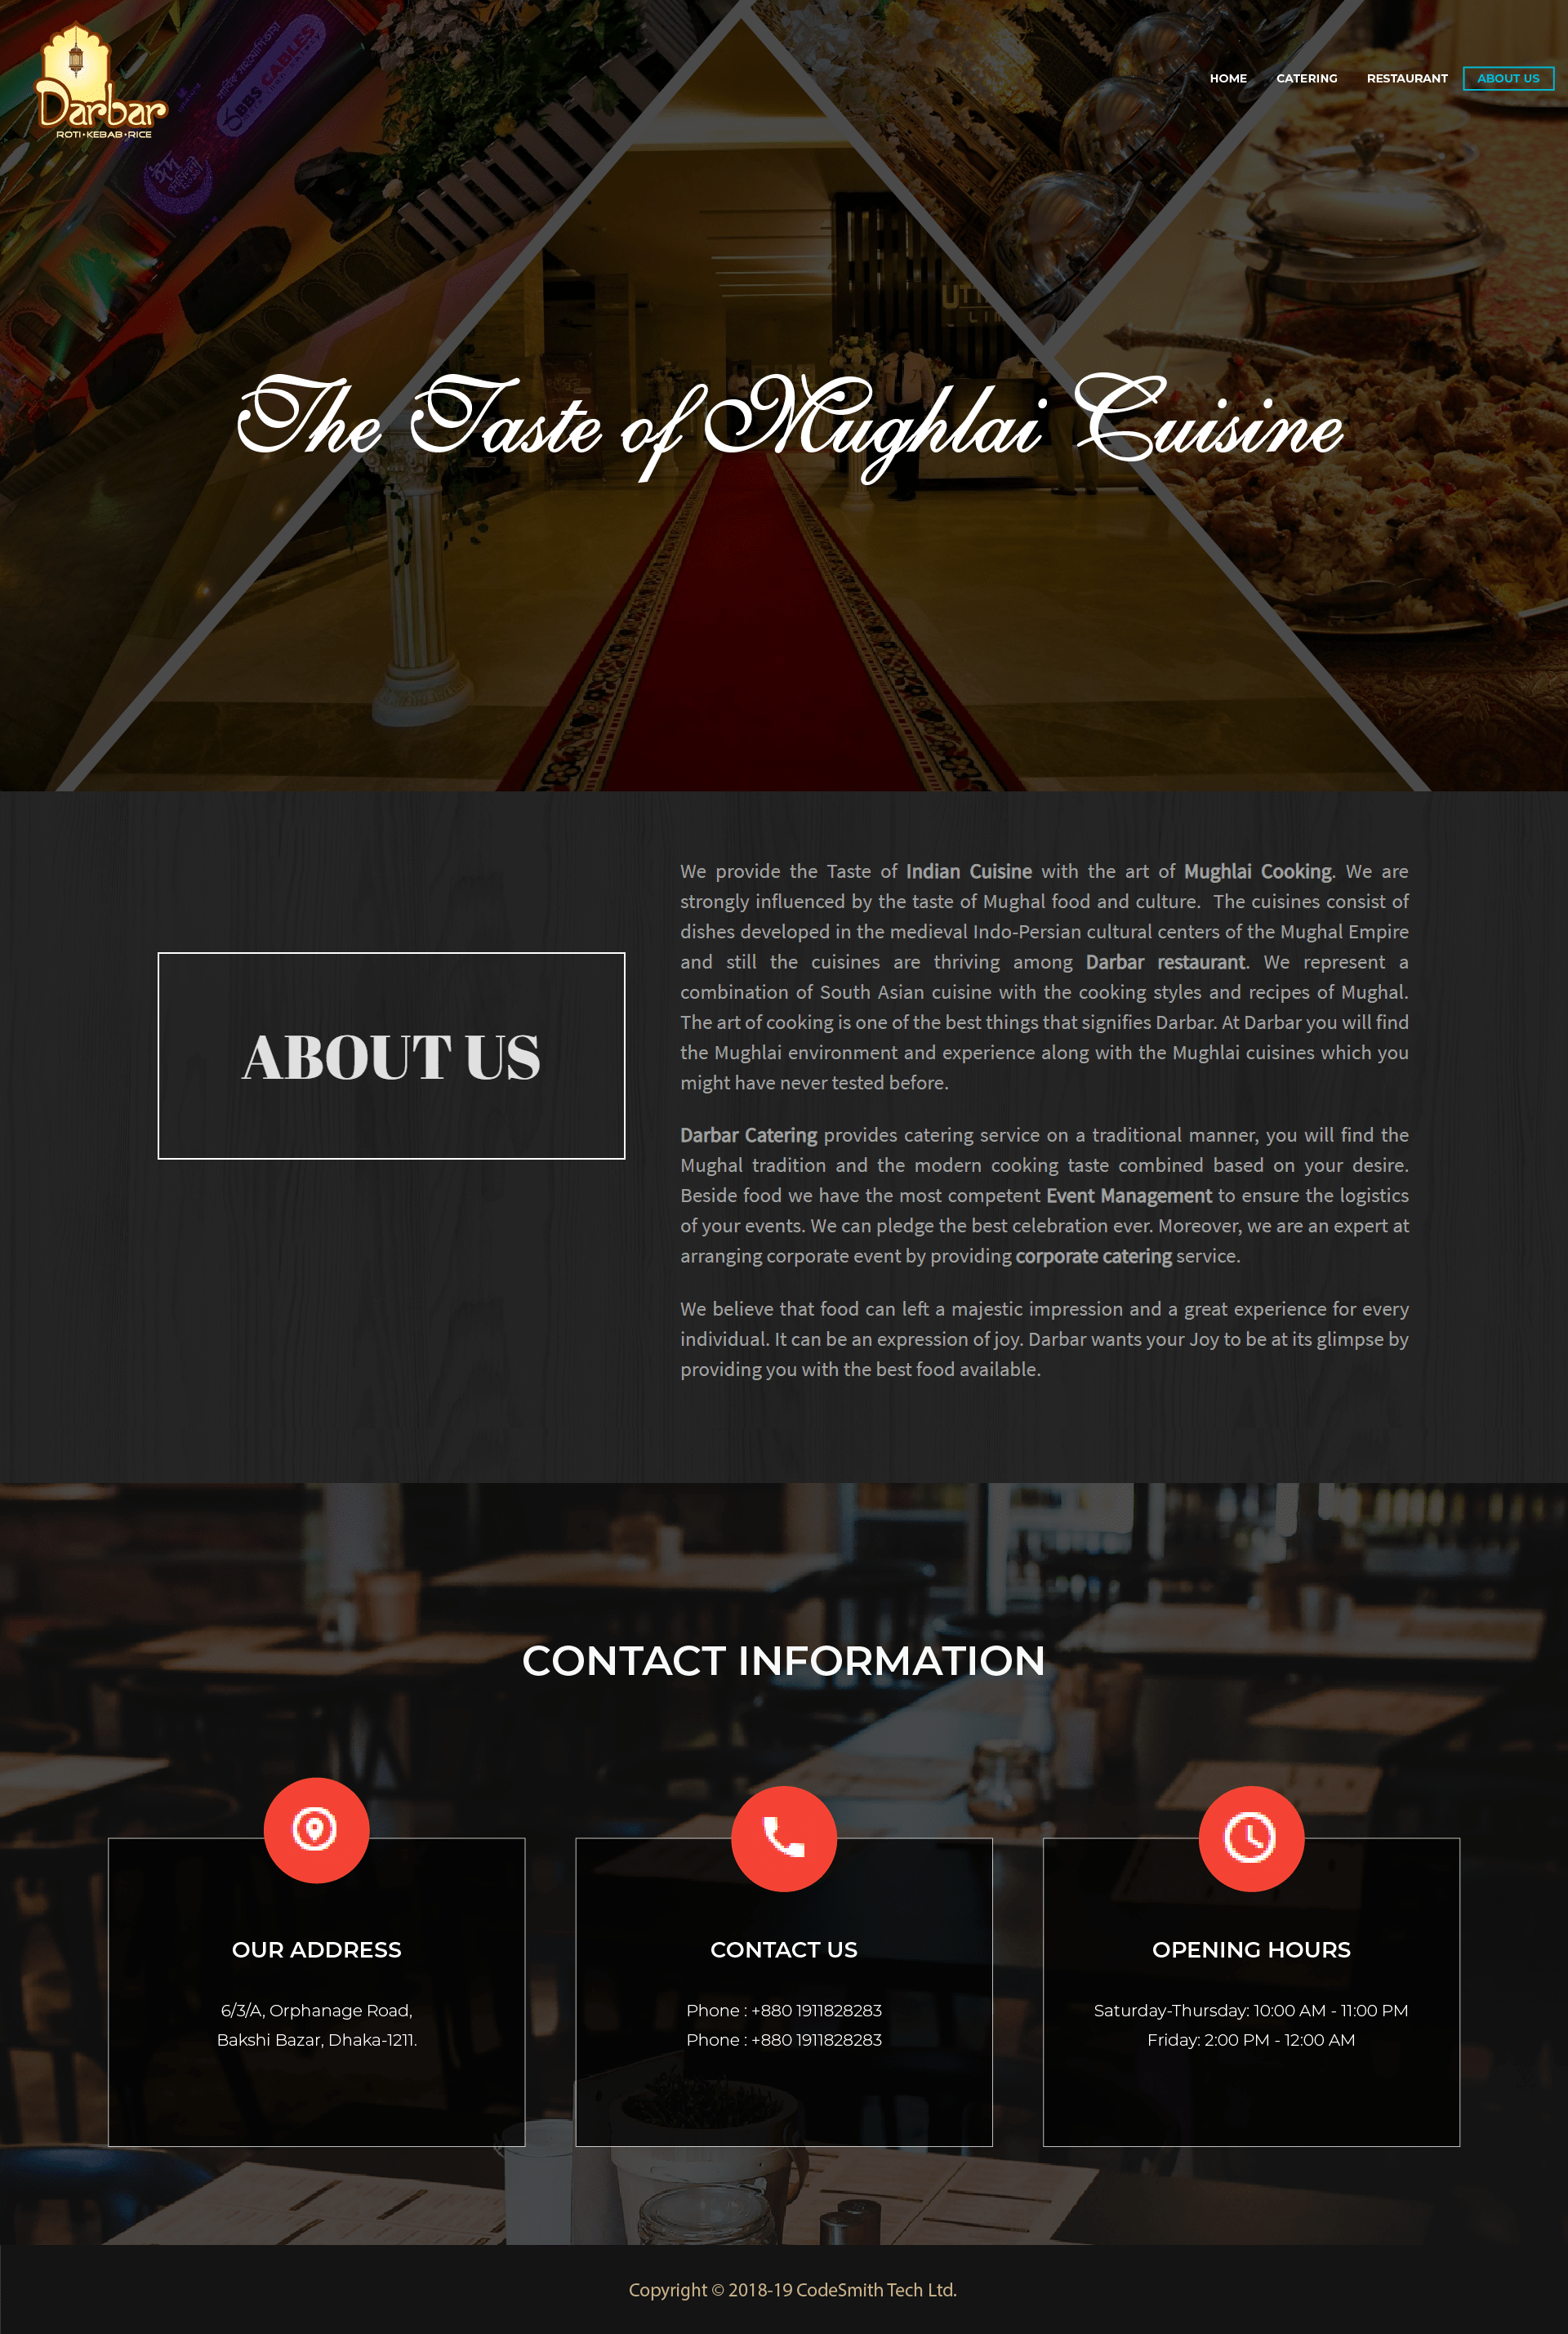 Darbar
ROTI•KEBAB•RICE
HOME CATERING RESTAURANT ABOUT US
The Taste of Mughlai Cuisine
ABOUT US
We provide the Taste of Indian Cuisine with the art of Mughlai Cooking. We are
strongly influenced by the taste of Mughal food and culture. The cuisines consist of
dishes developed in the medieval Indo-Persian cultural centers of the Mughal Empire
and still the cuisines are thriving among Darbar restaurant. We represent a
combination of South Asian cuisine with the cooking styles and recipes of Mughal.
The art of cooking is one of the best things that signifies Darbar. At Darbar you will find
the Mughlai environment and experience along with the Mughlai cuisines which you
might have never tested before.
Darbar Catering provides catering service on a traditional manner, you will find the
Mughal tradition and the modern cooking taste combined based on your desire.
Beside food we have the most competent Event Management to ensure the logistics
of your events. We can pledge the best celebration ever. Moreover, we are an expert at
arranging corporate event by providing corporate catering service.
We believe that food can left a majestic impression and a great experience for every
individual. It can be an expression of joy. Darbar wants your Joy to be at its glimpse by
providing you with the best food available.
CONTACT INFORMATION
OUR ADDRESS
6/3/A, Orphanage Road,
Bakshi Bazar, Dhaka-1211.
CONTACT US
Phone : +880 1911828283
Phone : +880 1911828283
OPENING HOURS
Saturday-Thursday: 10:00 AM - 11:00 PM
Friday: 2:00 PM - 12:00 AM
Copyright © 2018-19 CodeSmith Tech Ltd.